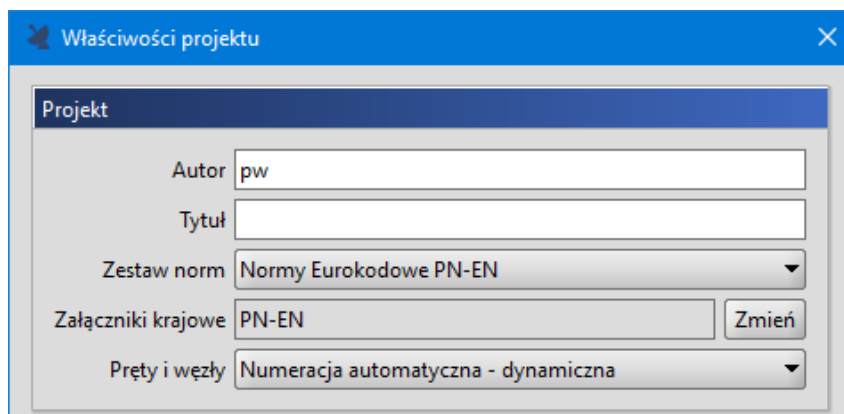 Właściwości projektu
Projekt
Autor pw
Tytuł
Zestaw norm Normy Eurokodowe PN-EN
Załączniki krajowe PN-EN Zmień
Pręty i węzły Numeracja automatyczna - dynamiczna